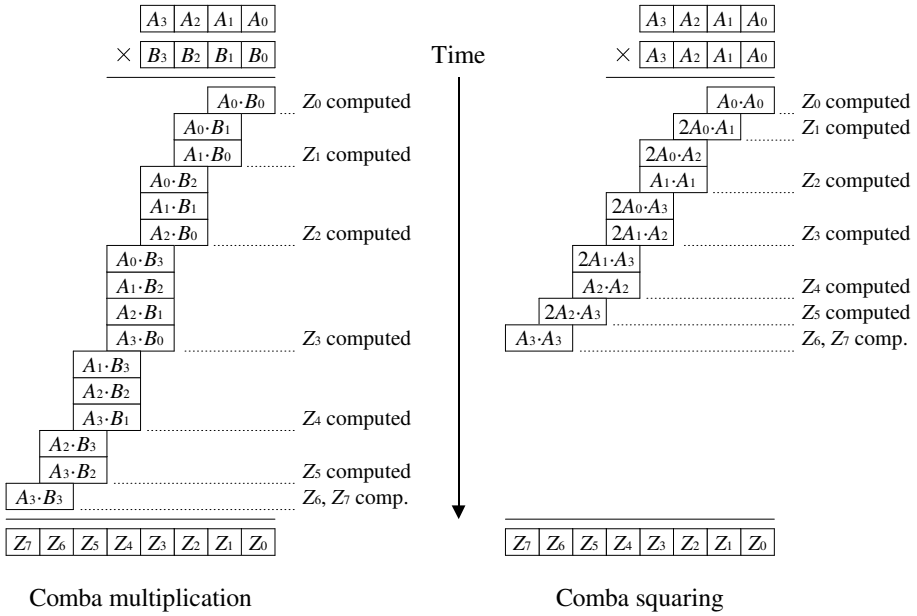 A3 A2 A1 A0
× B3 B2 B1 B0
A0·B0 Z0 computed
A0·B1
A1·B0 Z1 computed
A0·B2
A1·B1
A2·B0 Z2 computed
A0·B3
A1·B2
A2·B1
A3·B0 Z3 computed
A1·B3
A2·B2
A3·B1 Z4 computed
A2·B3
A3·B2 Z5 computed
A3·B3 Z6, Z7 comp.
Z7 Z6 Z5 Z4 Z3 Z2 Z1 Z0
Comba multiplication
Time
A3 A2 A1 A0
× A3 A2 A1 A0
A0·A0 Z0 computed
2A0·A1 Z1 computed
2A0·A2
A1·A1 Z2 computed
2A0·A3
2A1·A2 Z3 computed
2A1·A3
A2·A2 Z4 computed
2A2·A3 Z5 computed
A3·A3 Z6, Z7 comp.
Z7 Z6 Z5 Z4 Z3 Z2 Z1 Z0
Comba squaring